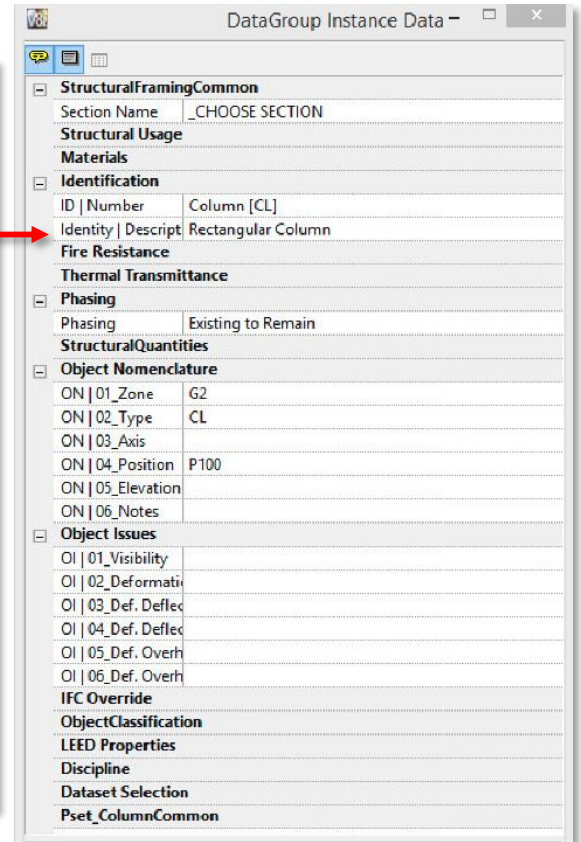 V8i DataGroup Instance Data
StructuralFramingCommon
Section Name _CHOOSE SECTION
Structural Usage
Materials
Identification
ID | Number Column [CL]
Identity | Descript Rectangular Column
Fire Resistance
Thermal Transmittance
Phasing
Phasing Existing to Remain
StructuralQuantities
Object Nomenclature
ON | 01_Zone G2
ON | 02_Type CL
ON | 03_Axis
ON | 04_Position P100
ON | 05_Elevation
ON | 06_Notes
Object Issues
OI | 01_Visibility
OI | 02_Deformati
OI | 03_Def. Deflec
OI | 04_Def. Deflec
OI | 05_Def. Overh
OI | 06_Def. Overh
IFC Override
ObjectClassification
LEED Properties
Discipline
Dataset Selection
Pset_ColumnCommon